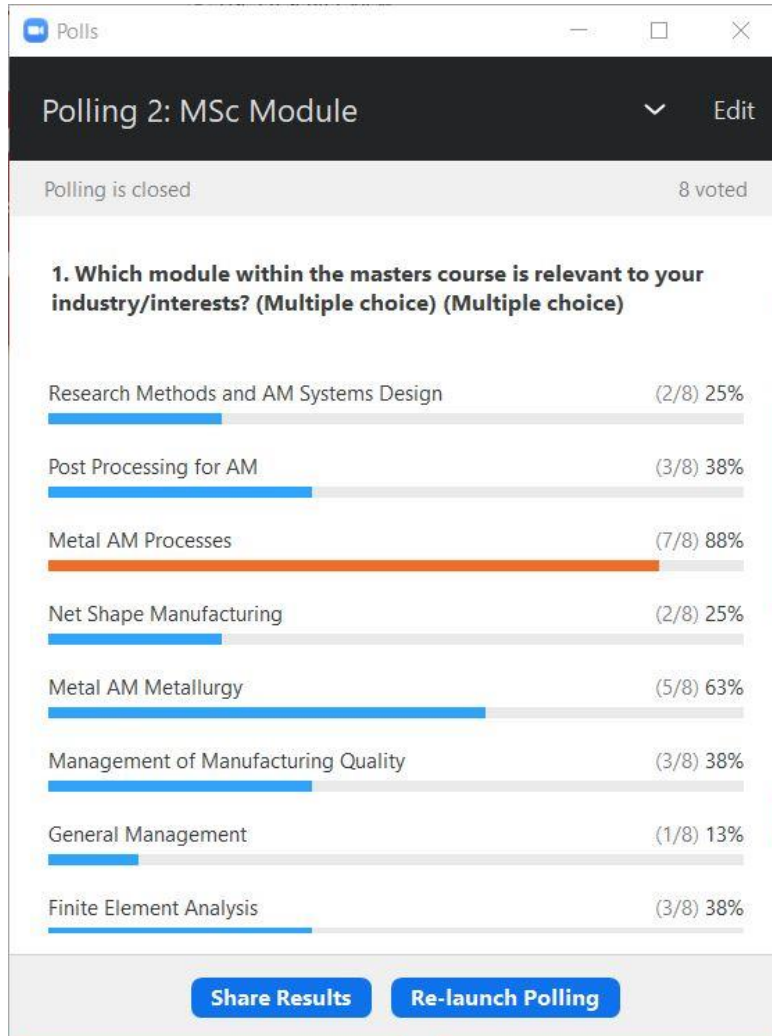 Polls
Polling 2: MSc Module
Edit
Polling is closed
8 voted
1. Which module within the masters course is relevant to your
industry/interests? (Multiple choice) (Multiple choice)
Research Methods and AM Systems Design
(2/8) 25%
Post Processing for AM
(3/8) 38%
Metal AM Processes
(7/8) 88%
Net Shape Manufacturing
(2/8) 25%
Metal AM Metallurgy
(5/8) 63%
Management of Manufacturing Quality
(3/8) 38%
General Management
(1/8) 13%
Finite Element Analysis
(3/8) 38%
Share Results
Re-launch Polling